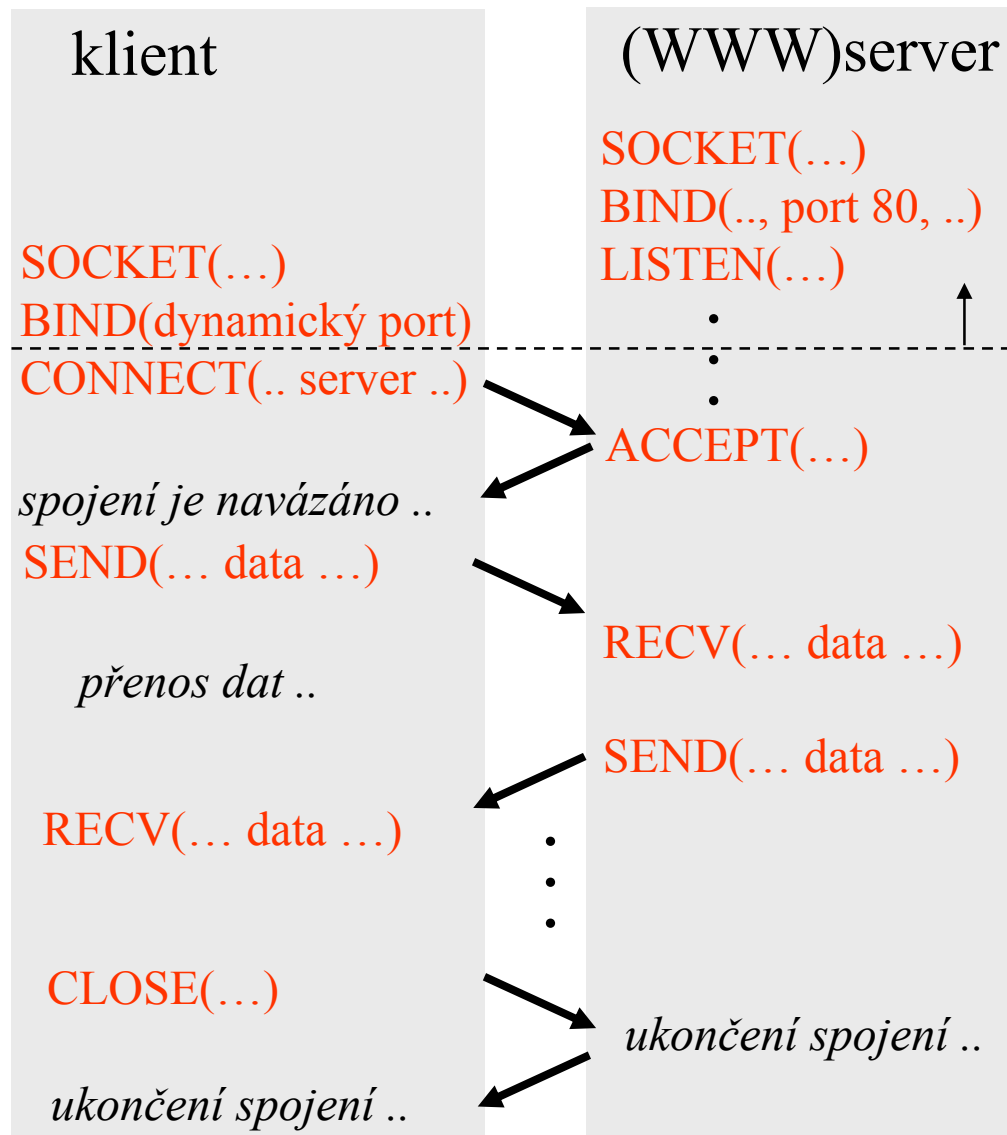 klient
(WWW)server
SOCKET(…)
BIND(.., port 80, ..)
LISTEN(…)
SOCKET(…)
BIND(dynamický port)
CONNECT(.. server ..)
ACCEPT(…)
spojení je navázáno ..
SEND(… data …)
RECV(… data …)
přenos dat ..
SEND(… data …)
RECV(… data …)
CLOSE(…)
ukončení spojení ..
ukončení spojení ..